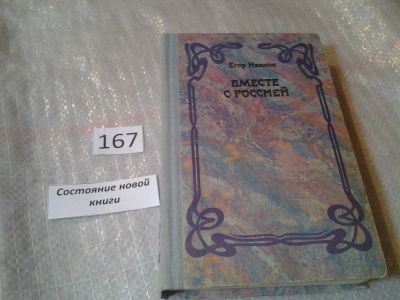 Егор Иванов
ВМЕСТЕ
С РОССИЕЙ
167
Состояние новой
книги